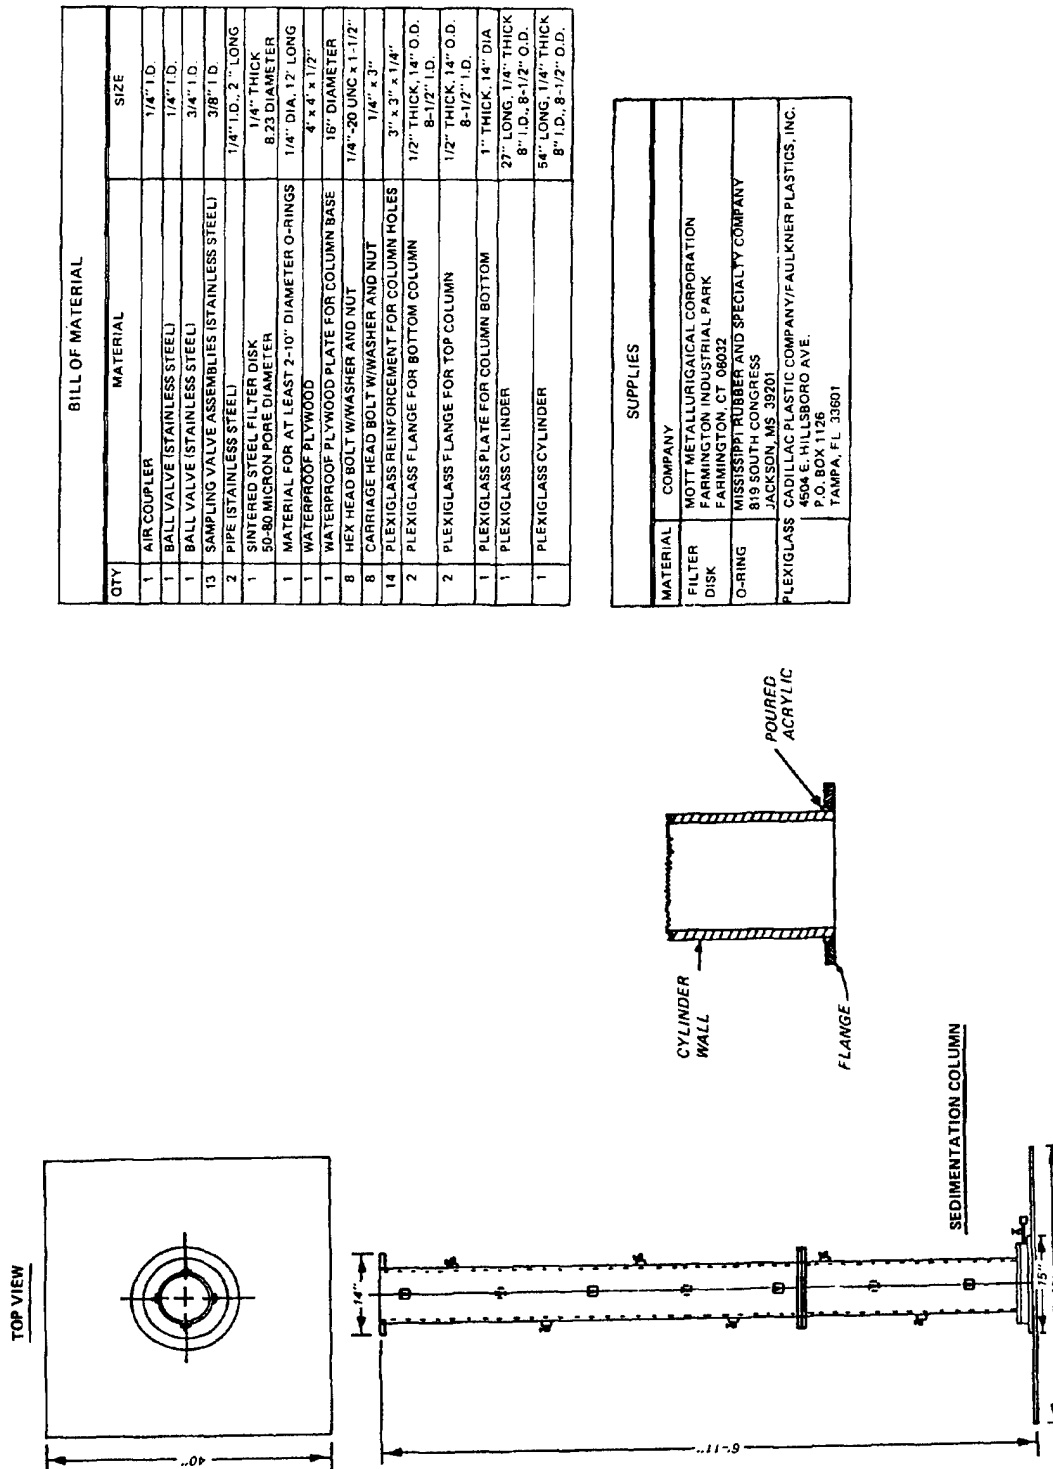 BILL OF MATERIAL
QTY MATERIAL SIZE
1 AIR COUPLER 1/4" I.D.
1 BALL VALVE (STAINLESS STEEL) 1/4" I.D.
1 BALL VALVE (STAINLESS STEEL) 3/4" I.D.
13 SAMPLING VALVE ASSEMBLIES (STAINLESS STEEL) 3/8" I.D.
2 PIPE (STAINLESS STEEL) 1/4" I.D., 2" LONG
1 SINTERED STEEL FILTER DISK 1/4" THICK
50-80 MICRON PORE DIAMETER 8.23 DIAMETER
1 MATERIAL FOR AT LEAST 2-10" DIAMETER O-RINGS 1/4" DIA, 12' LONG
1 WATERPROOF PLYWOOD 4' x 4' x 1/2"
1 WATERPROOF PLYWOOD PLATE FOR COLUMN BASE 16" DIAMETER
8 HEX HEAD BOLT W/WASHER AND NUT 1/4"-20 UNC x 1-1/2"
8 CARRIAGE HEAD BOLT W/WASHER AND NUT 1/4" x 3"
14 PLEXIGLASS REINFORCEMENT FOR COLUMN HOLES 3" x 3" x 1/4"
2 PLEXIGLASS FLANGE FOR BOTTOM COLUMN 1/2" THICK, 14" O.D.
8-1/2" I.D.
2 PLEXIGLASS FLANGE FOR TOP COLUMN 1/2" THICK, 14" O.D.
8-1/2" I.D.
1 PLEXIGLASS PLATE FOR COLUMN BOTTOM 1" THICK, 14" DIA
1 PLEXIGLASS CYLINDER 27" LONG, 1/4" THICK
8" I.D., 8-1/2" O.D.
1 PLEXIGLASS CYLINDER 54" LONG, 1/4" THICK
8" I.D., 8-1/2" O.D.
SUPPLIES
MATERIAL COMPANY
FILTER MOTT METALLURIGAICAL CORPORATION
DISK FARMINGTON INDUSTRIAL PARK
FARMINGTON, CT 06032
O-RING MISSISSIPPI RUBBER AND SPECIALTY COMPANY
819 SOUTH CONGRESS
JACKSON, MS 39201
PLEXIGLASS CADILLAC PLASTIC COMPANY/FAULKNER PLASTICS, INC.
4504 E. HILLSBORO AVE.
P.O. BOX 1126
TAMPA, FL 33601
TOP VIEW
40"
14"
6'-11"
15"
SEDIMENTATION COLUMN
CYLINDER
WALL
FLANGE
POURED
ACRYLIC